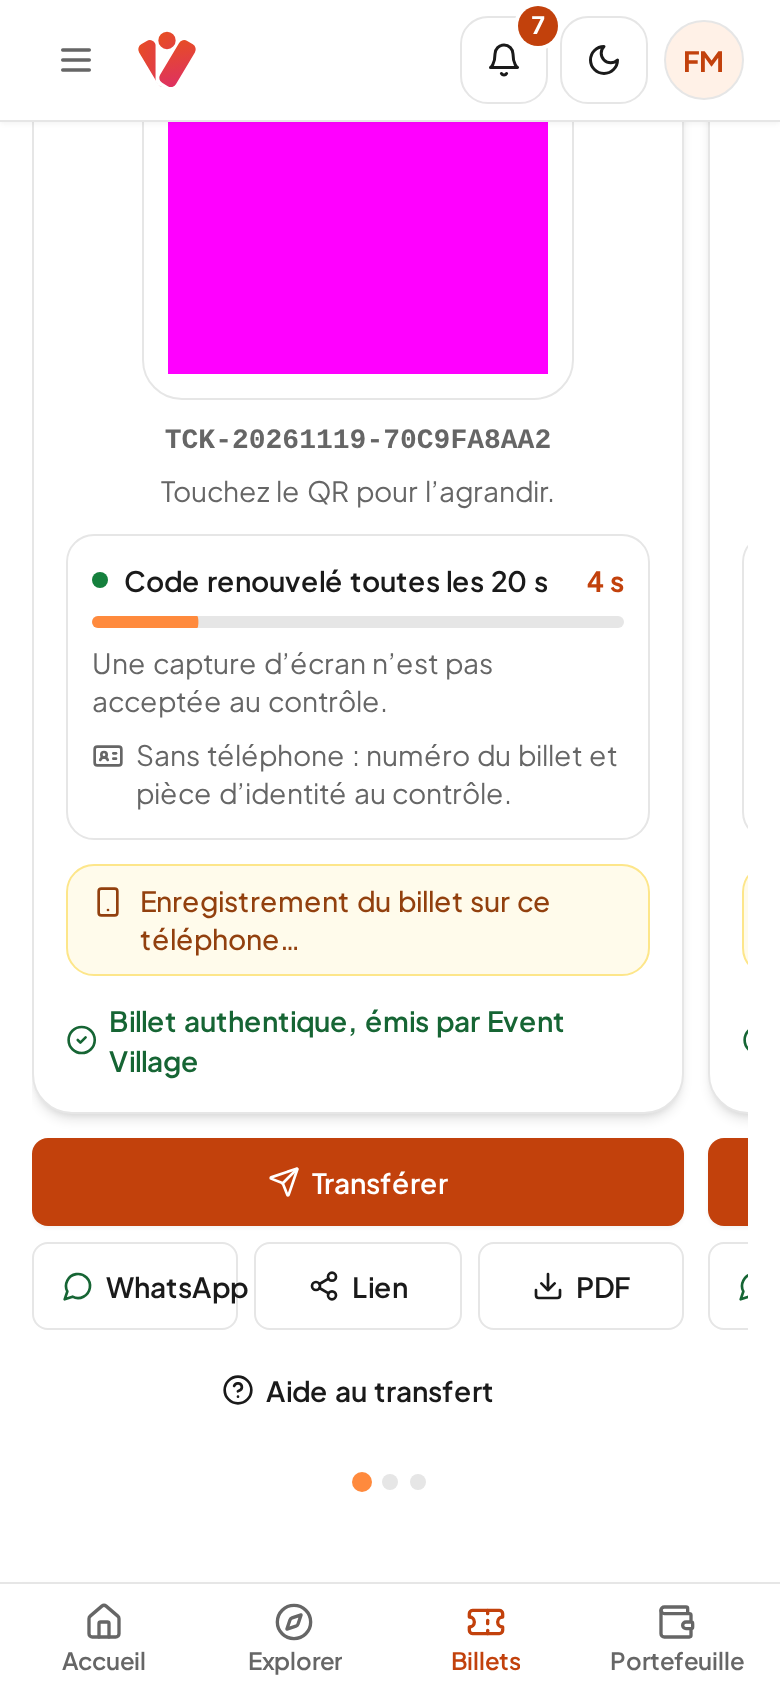 7
FM
TCK-20261119-70C9FA8AA2
Touchez le QR pour l’agrandir.
Code renouvelé toutes les 20 s
4 s
Une capture d’écran n’est pas
acceptée au contrôle.
Sans téléphone : numéro du billet et
pièce d’identité au contrôle.
Enregistrement du billet sur ce
téléphone…
Billet authentique, émis par Event
Village
Transférer
WhatsApp
Lien
PDF
Aide au transfert
Accueil
Explorer
Billets
Portefeuille